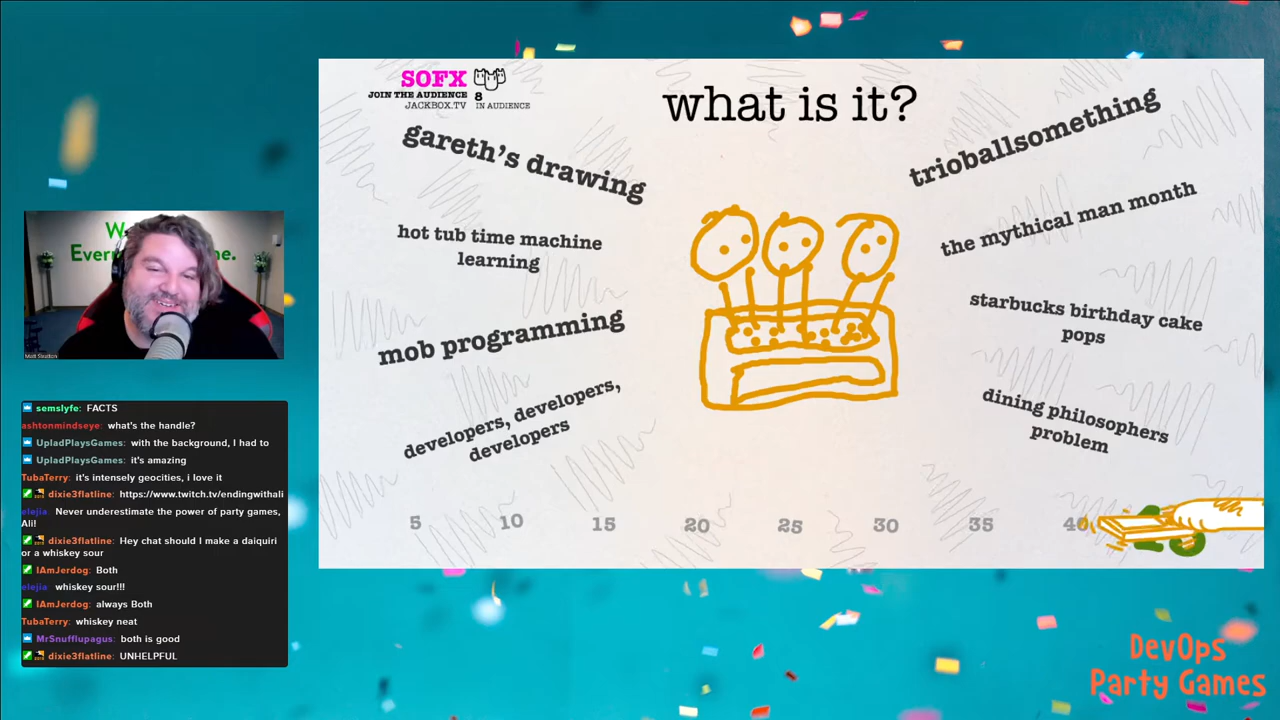 SOFX
JOIN THE AUDIENCE
JACKBOX.TV
8
IN AUDIENCE
what is it?
gareth's drawing
hot tub time machine
learning
mob programming
developers, developers,
developers
trioballsomething
the mythical man month
starbucks birthday cake
pops
dining philosophers
problem
5 10 15 20 25 30 35 40
Matt Stratton
semslyfe: FACTS
ashtonmindseye: what's the handle?
UpladPlaysGames: with the background, I had to
UpladPlaysGames: it's amazing
TubaTerry: it's intensely geocities, i love it
dixie3flatline: https://www.twitch.tv/endingwithali
elejia: Never underestimate the power of party games,
Ali!
dixie3flatline: Hey chat should I make a daiquiri
or a whiskey sour
IAmJerdog: Both
elejia: whiskey sour!!!
IAmJerdog: always Both
TubaTerry: whiskey neat
MrSnufflupagus: both is good
dixie3flatline: UNHELPFUL
DevOps
Party Games